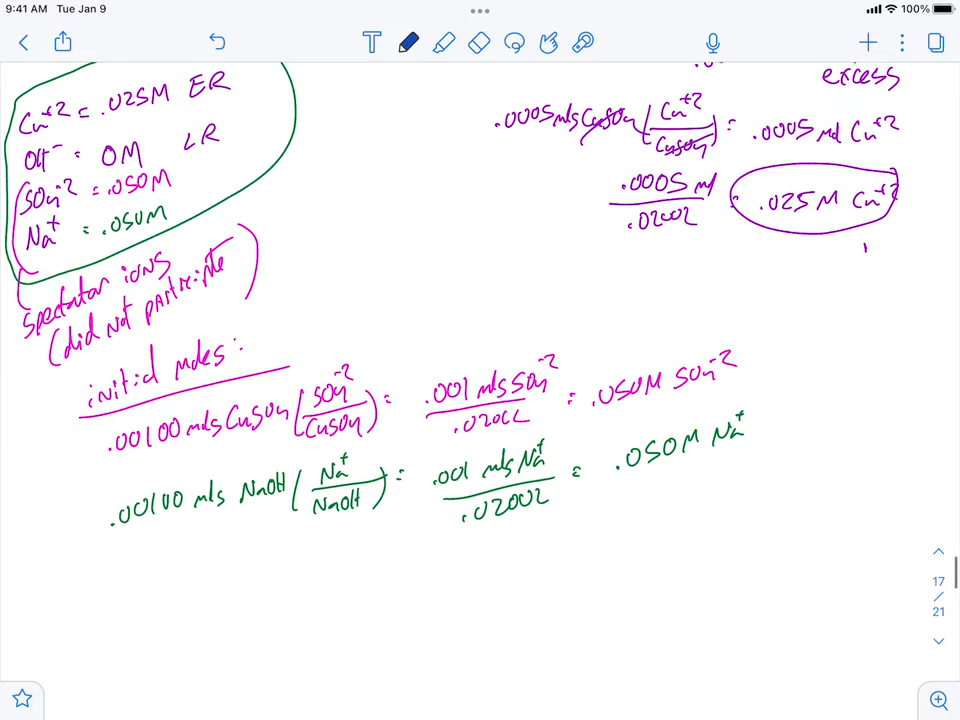 9:41 AM Tue Jan 9
100%
T
excess
Cu⁺² = .025M ER
OH⁻ = 0M LR
SO₄⁻² = .050M
Na⁺ = .050M
.0005 mls CuSO₄ (Cu⁺²/CuSO₄) = .0005 ml Cu⁺²
.0005 ml/.0200L = .025 M Cu⁺²
spectator ions
(did not participate)
initial moles:
.00100 mls CuSO₄ (SO₄⁻²/CuSO₄) = .001 mls SO₄⁻²/.0200L = .050M SO₄⁻²
.00100 mls NaOH (Na⁺/NaOH) = .001 mls Na⁺/.0200L = .050M Na⁺
17
/
21